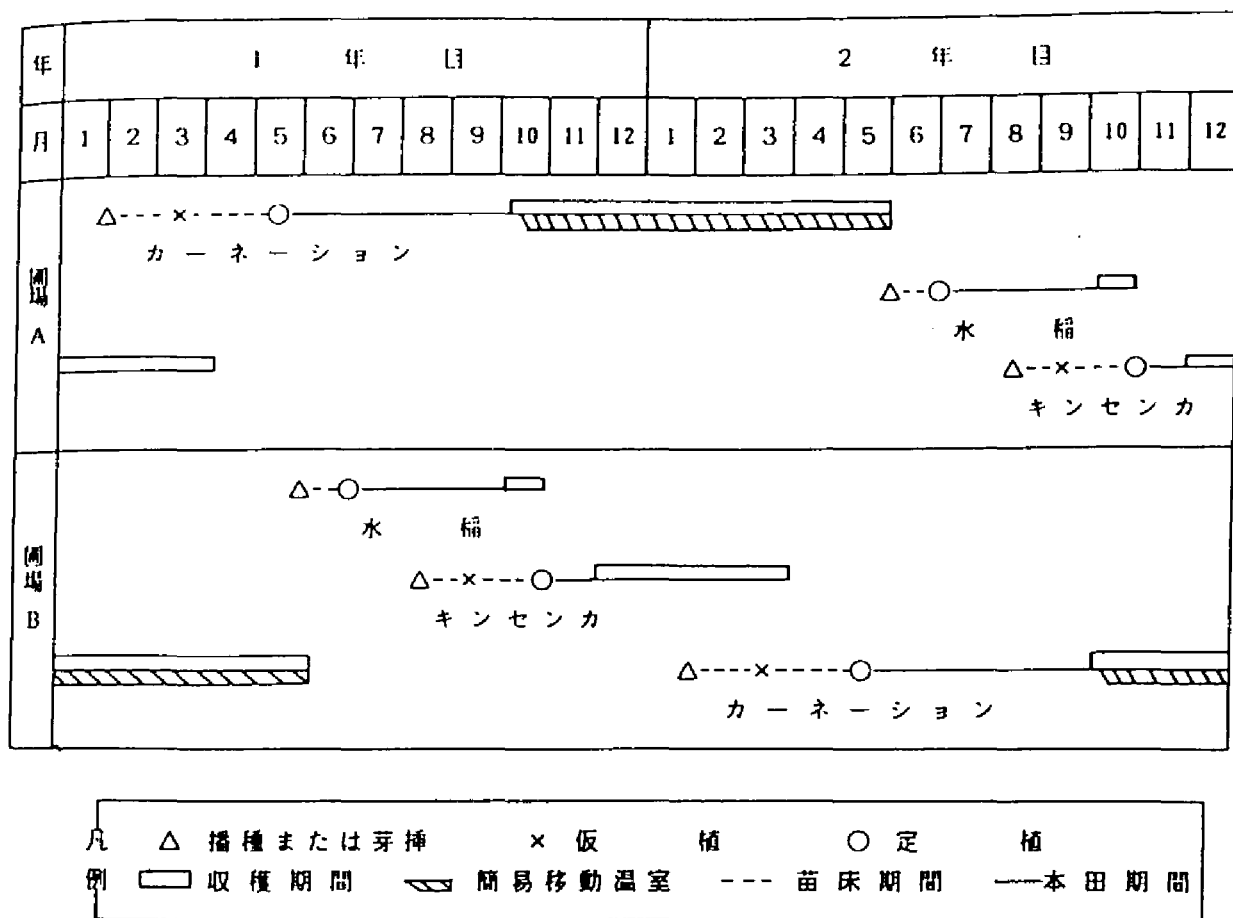 年 1 年 目 2 年 目
月 1 2 3 4 5 6 7 8 9 10 11 12 1 2 3 4 5 6 7 8 9 10 11 12
圃場 A
カーネーション
水稲
キンセンカ
圃場 B
水稲
キンセンカ
カーネーション
凡例 △ 播種または芽挿 × 仮植 ○ 定植
収穫期間 簡易移動温室 --- 苗床期間 —本田期間